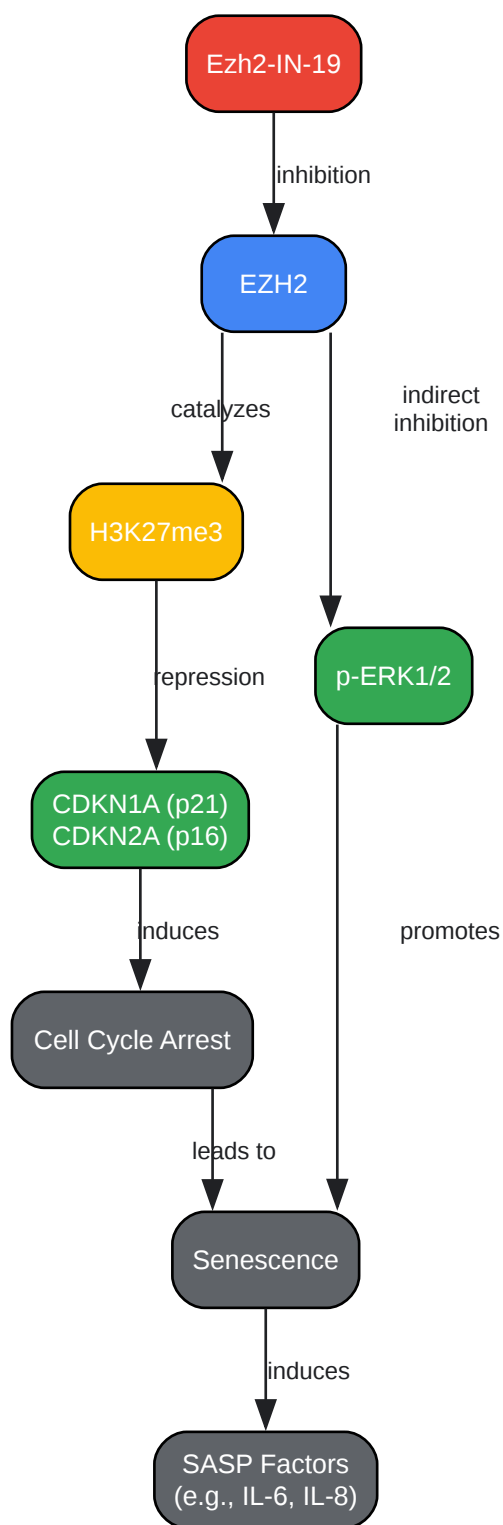 Ezh2-IN-19
inhibition
EZH2
catalyzes
indirect
inhibition
H3K27me3
repression
p-ERK1/2
CDKN1A (p21)
CDKN2A (p16)
induces
promotes
Cell Cycle Arrest
leads to
Senescence
induces
SASP Factors
(e.g., IL-6, IL-8)